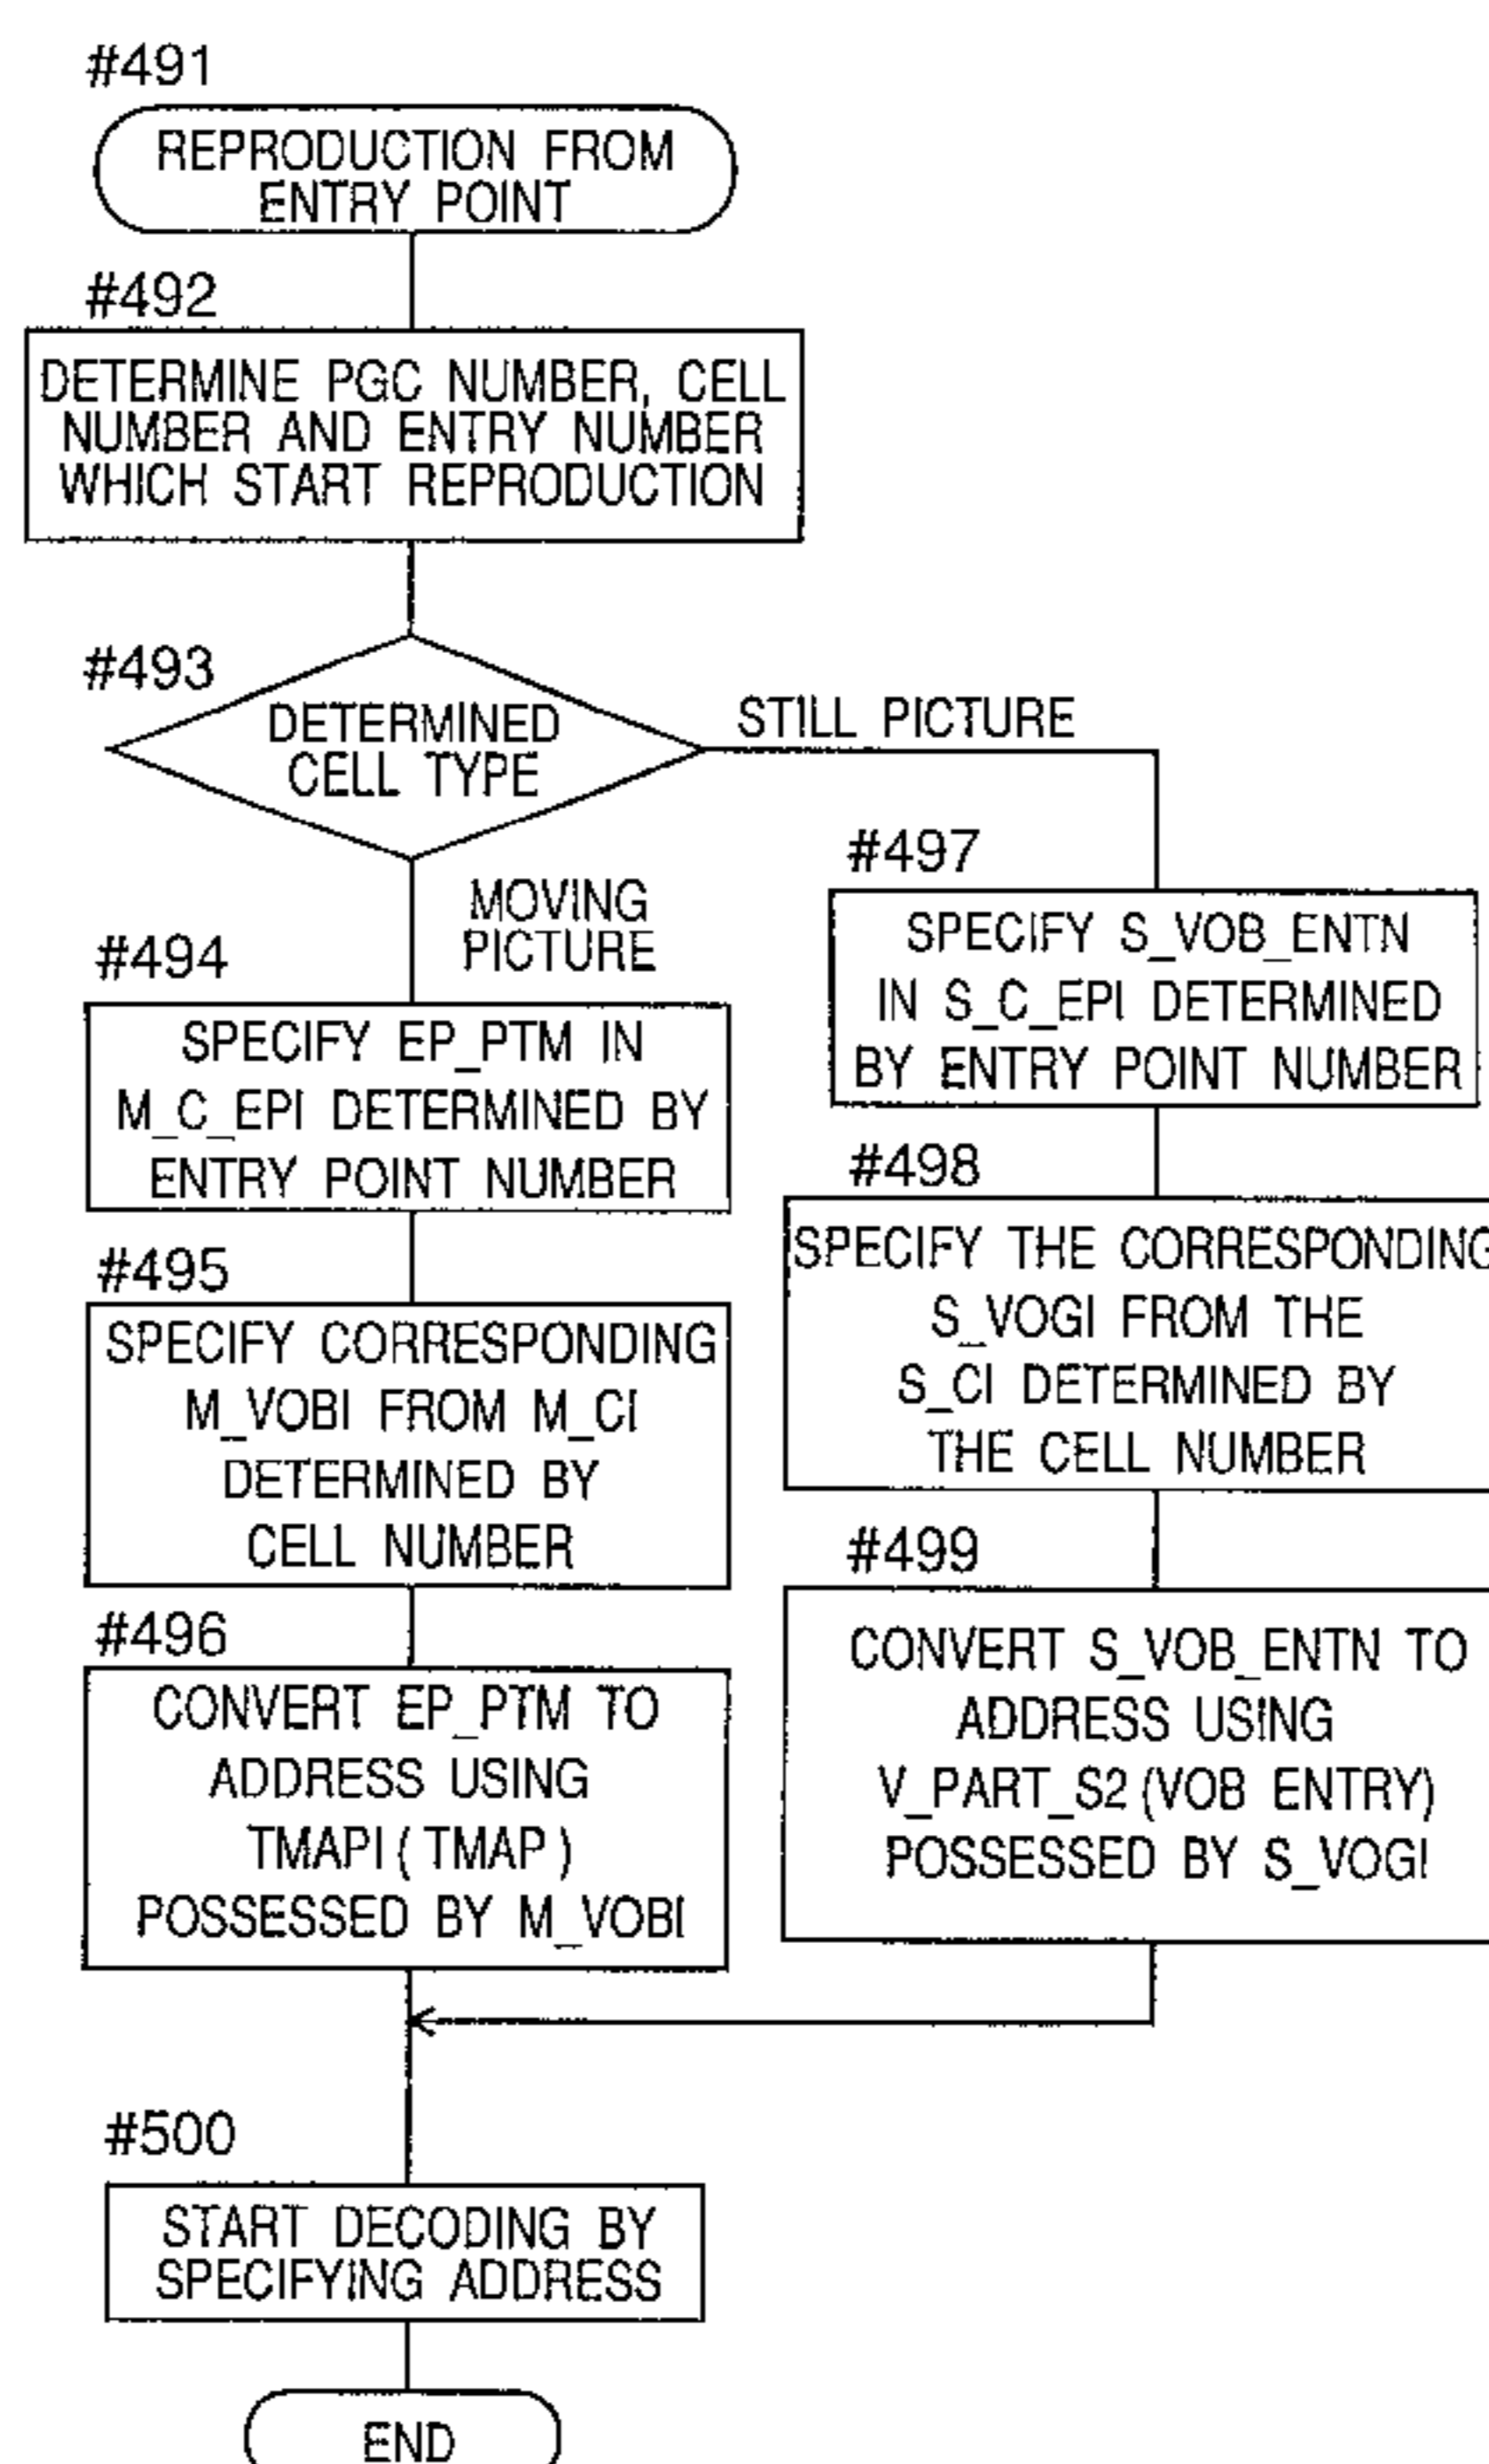 #491
REPRODUCTION FROM
ENTRY POINT
#492
DETERMINE PGC NUMBER, CELL
NUMBER AND ENTRY NUMBER
WHICH START REPRODUCTION
#493
DETERMINED
CELL TYPE
STILL PICTURE
MOVING
PICTURE
#494
SPECIFY EP_PTM IN
M_C_EPI DETERMINED BY
ENTRY POINT NUMBER
#495
SPECIFY CORRESPONDING
M_VOBI FROM M_CI
DETERMINED BY
CELL NUMBER
#496
CONVERT EP_PTM TO
ADDRESS USING
TMAPI ( TMAP )
POSSESSED BY M_VOBI
#497
SPECIFY S_VOB_ENTN
IN S_C_EPI DETERMINED
BY ENTRY POINT NUMBER
#498
SPECIFY THE CORRESPONDING
S_VOGI FROM THE
S_CI DETERMINED BY
THE CELL NUMBER
#499
CONVERT S_VOB_ENTN TO
ADDRESS USING
V_PART_S2 (VOB ENTRY)
POSSESSED BY S_VOGI
#500
START DECODING BY
SPECIFYING ADDRESS
END